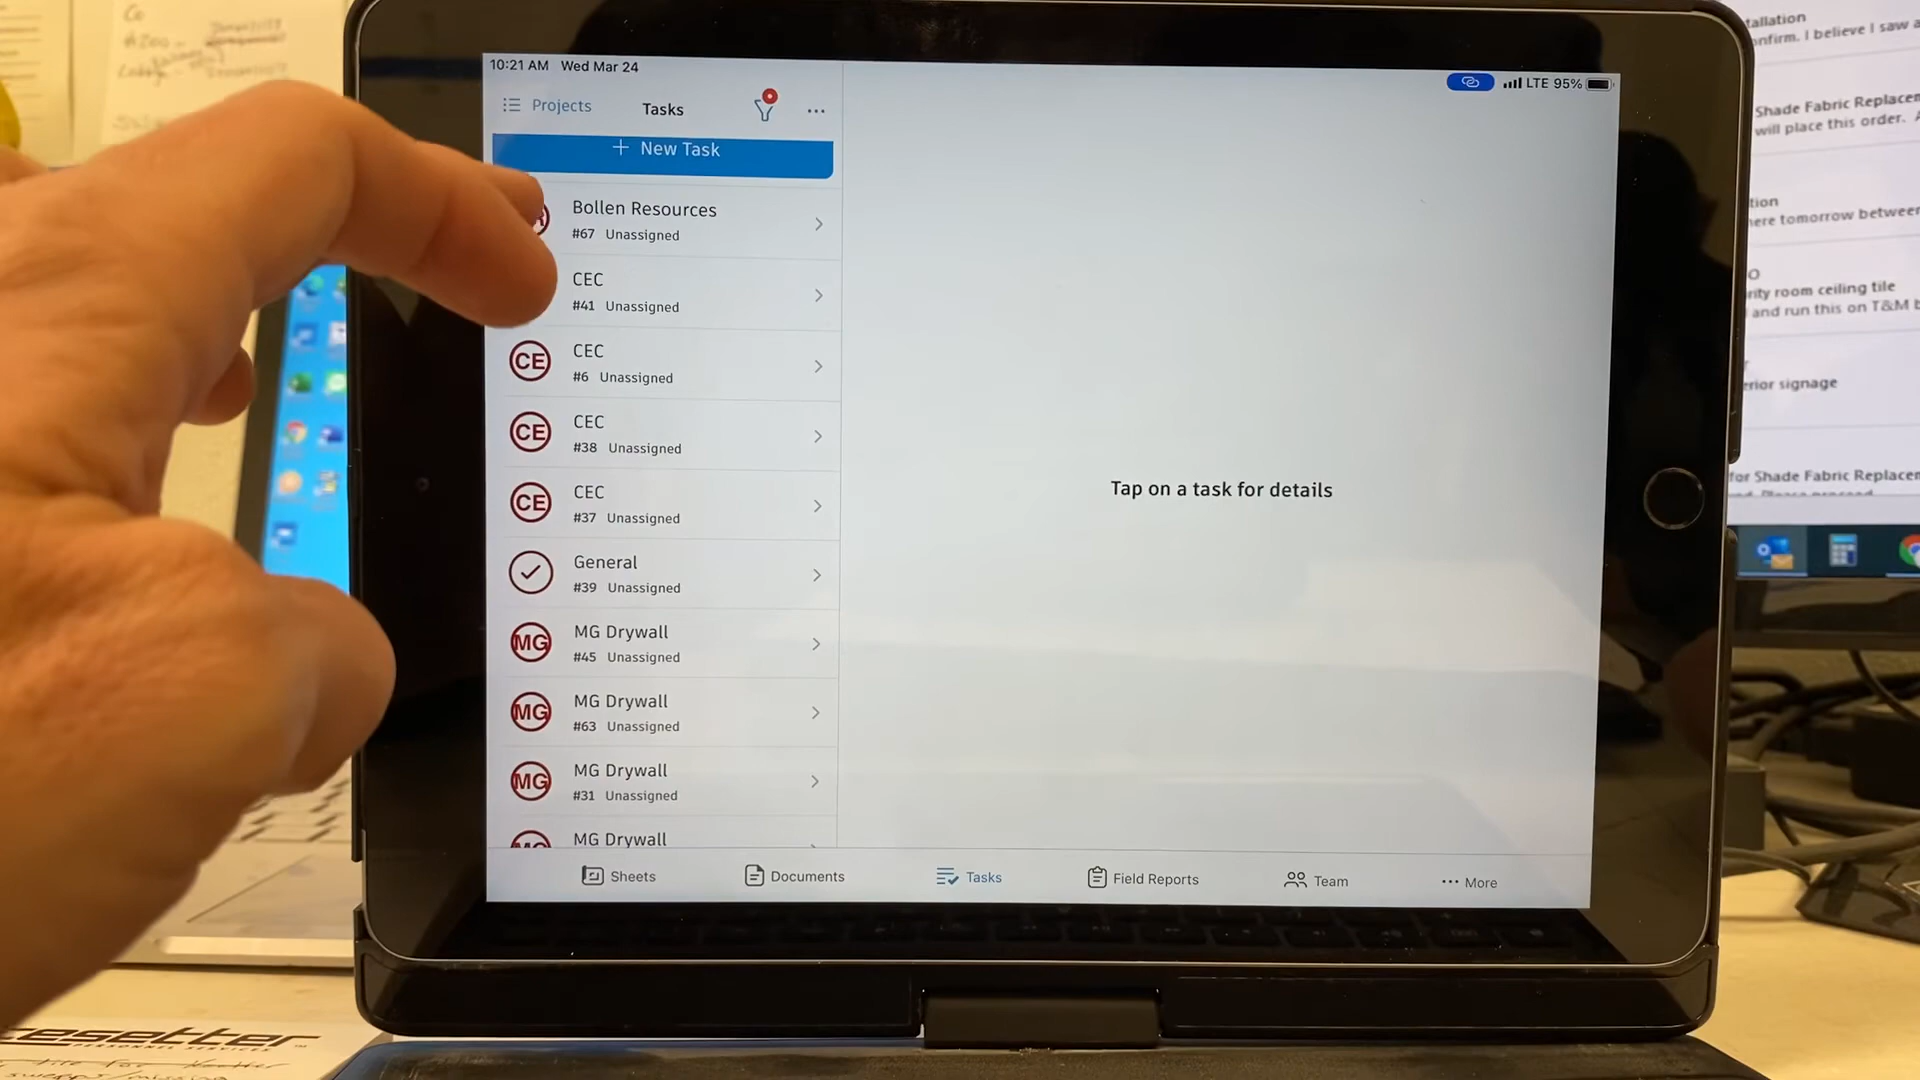 10:21 AM Wed Mar 24
LTE 95%
Projects
Tasks
...
+ New Task
Bollen Resources
#67 Unassigned
CEC
#41 Unassigned
CE
CEC
#6 Unassigned
CE
CEC
#38 Unassigned
CE
CEC
#37 Unassigned
General
#39 Unassigned
MG
MG Drywall
#45 Unassigned
MG
MG Drywall
#63 Unassigned
MG
MG Drywall
#31 Unassigned
MG Drywall
Tap on a task for details
Sheets
Documents
Tasks
Field Reports
Team
... More
tallation
onfirm. I believe I saw a
Shade Fabric Replacem
will place this order.
tion
here tomorrow between
O
rity room ceiling tile
and run this on T&M b
erior signage
for Shade Fabric Replacem
cesetter
PERSONNEL SERVICES